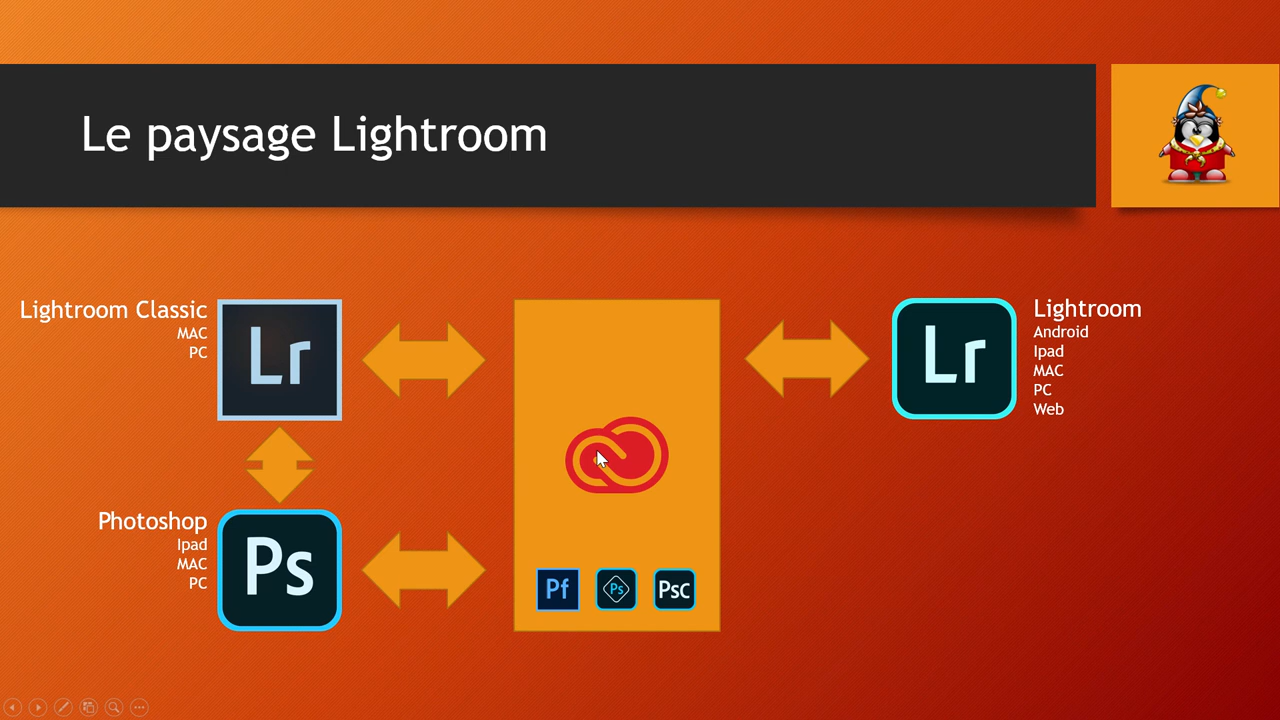 Le paysage Lightroom
Lightroom Classic
MAC
PC
Lr
Lr
Lightroom
Android
Ipad
MAC
PC
Web
Photoshop
Ipad
MAC
PC
Ps
Pf
Ps
PSC